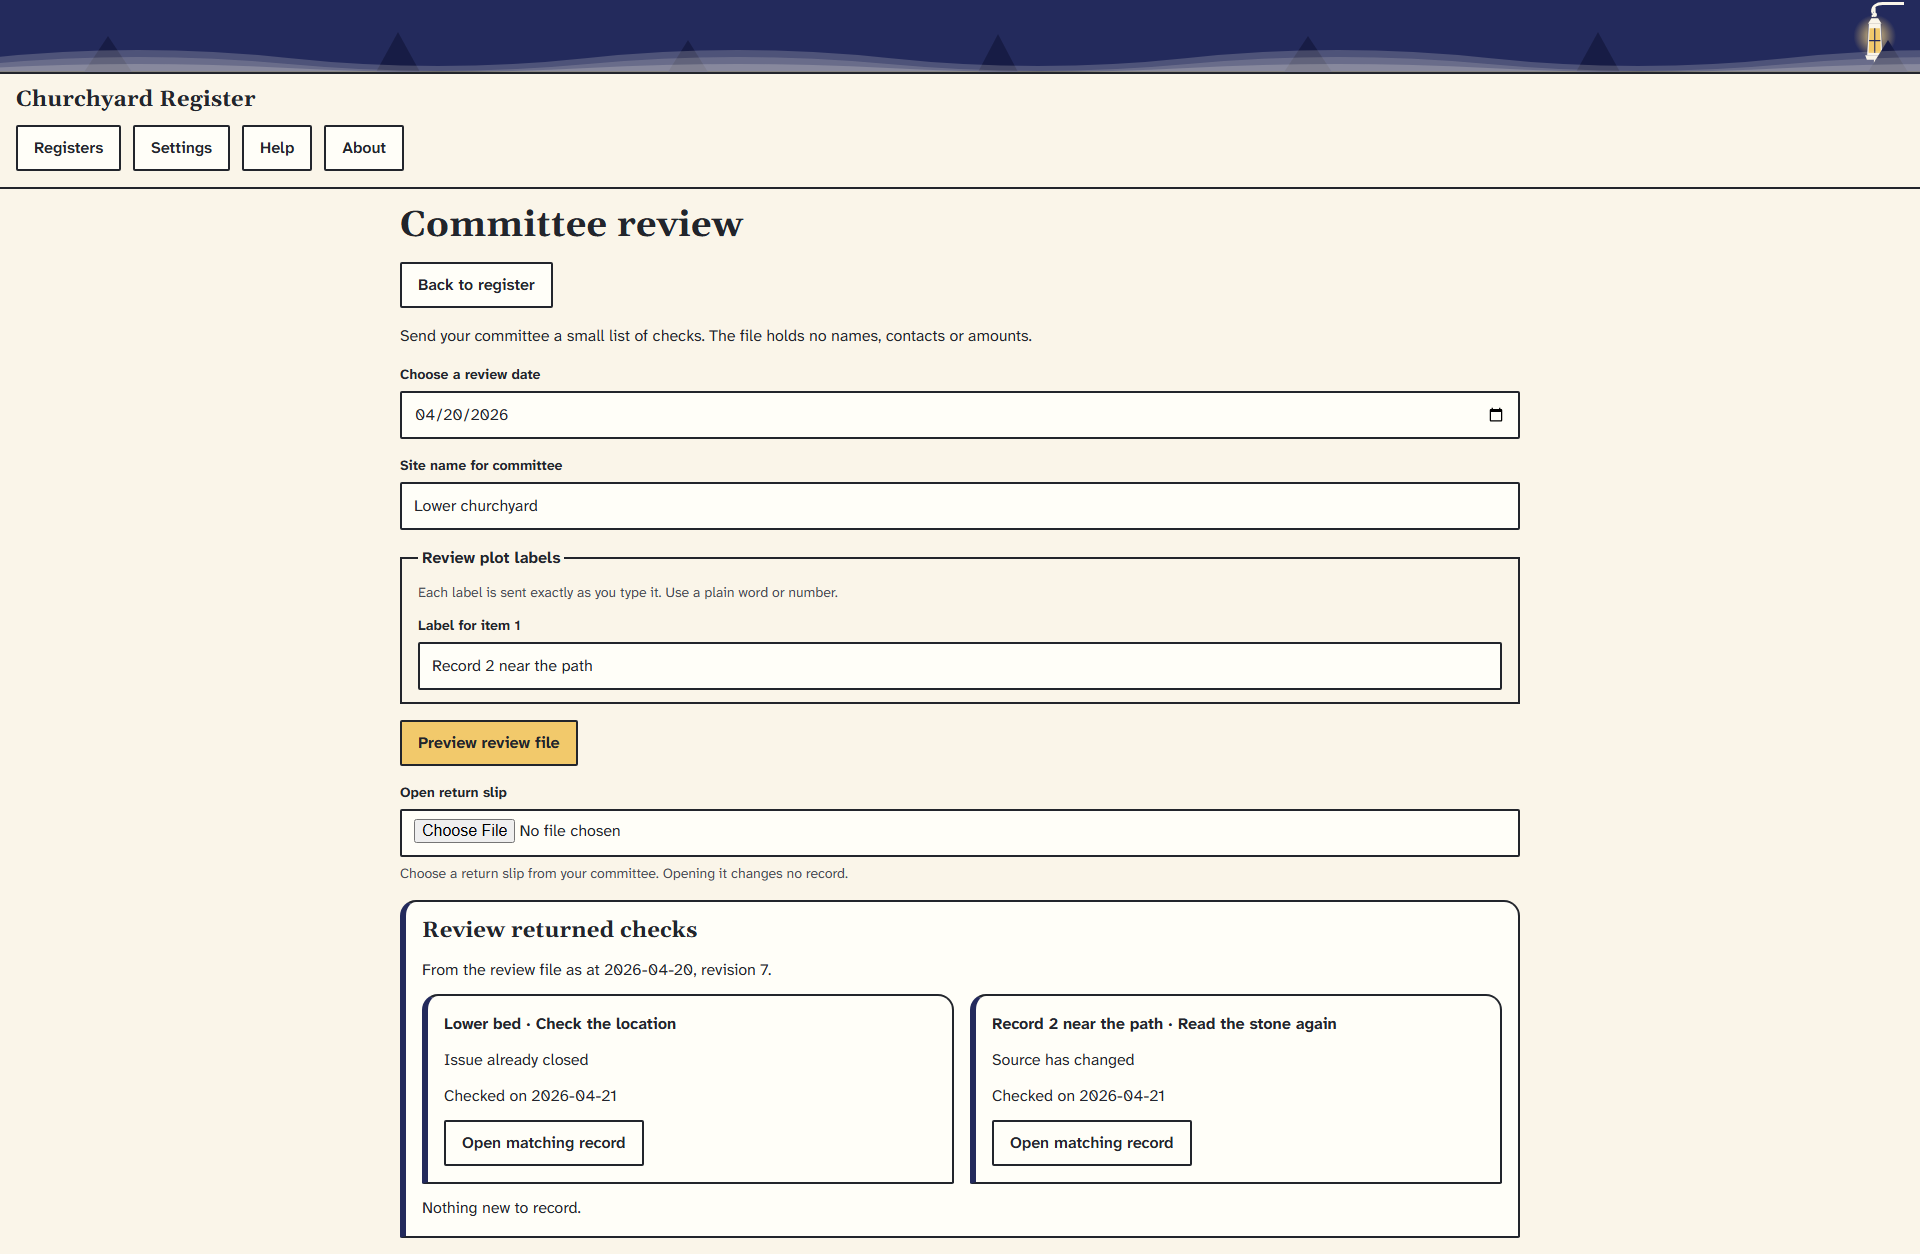 Churchyard Register
Registers
Settings
Help
About
Committee review
Back to register
Send your committee a small list of checks. The file holds no names, contacts or amounts.
Choose a review date
04/20/2026
Site name for committee
Lower churchyard
Review plot labels
Each label is sent exactly as you type it. Use a plain word or number.
Label for item 1
Record 2 near the path
Preview review file
Open return slip
Choose File No file chosen
Choose a return slip from your committee. Opening it changes no record.
Review returned checks
From the review file as at 2026-04-20, revision 7.
Lower bed · Check the location
Issue already closed
Checked on 2026-04-21
Open matching record
Record 2 near the path · Read the stone again
Source has changed
Checked on 2026-04-21
Open matching record
Nothing new to record.